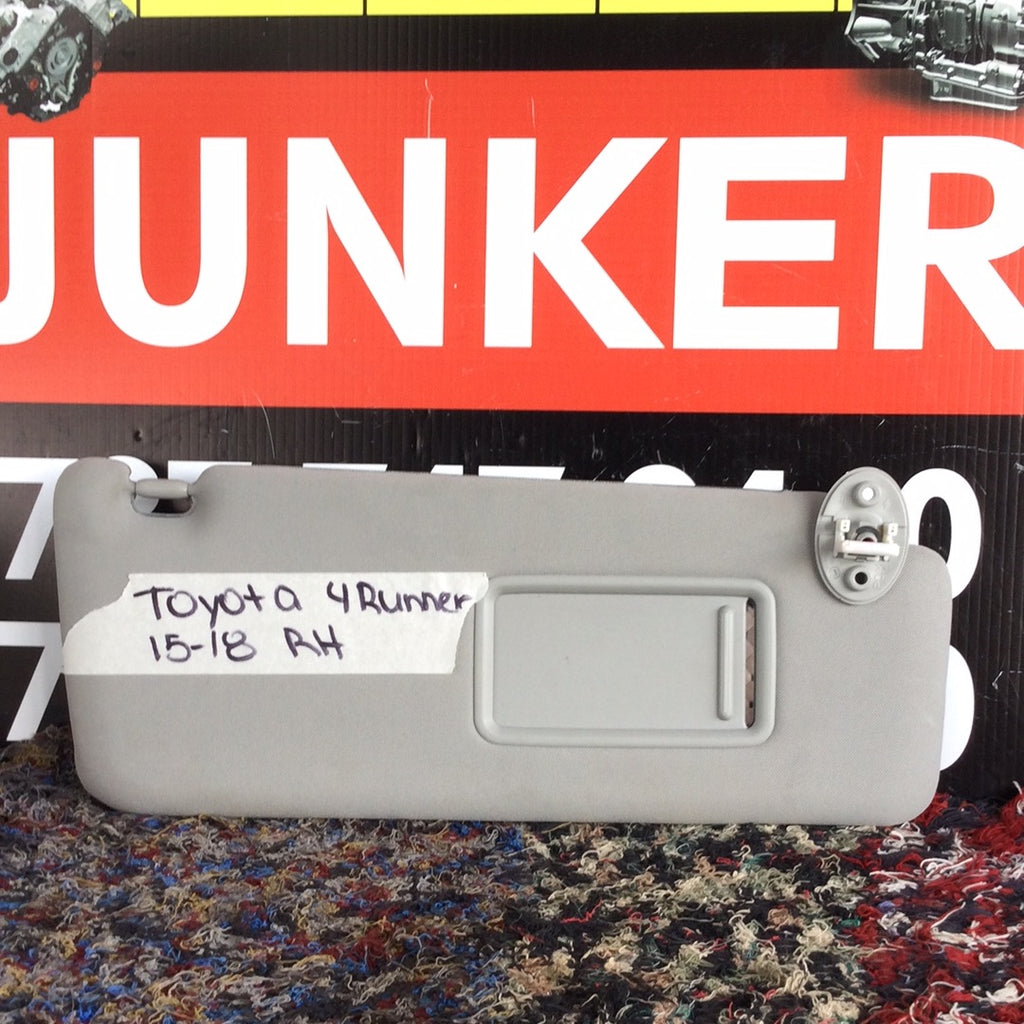 JUNKER
Toyota 4Runner
15-18 RH